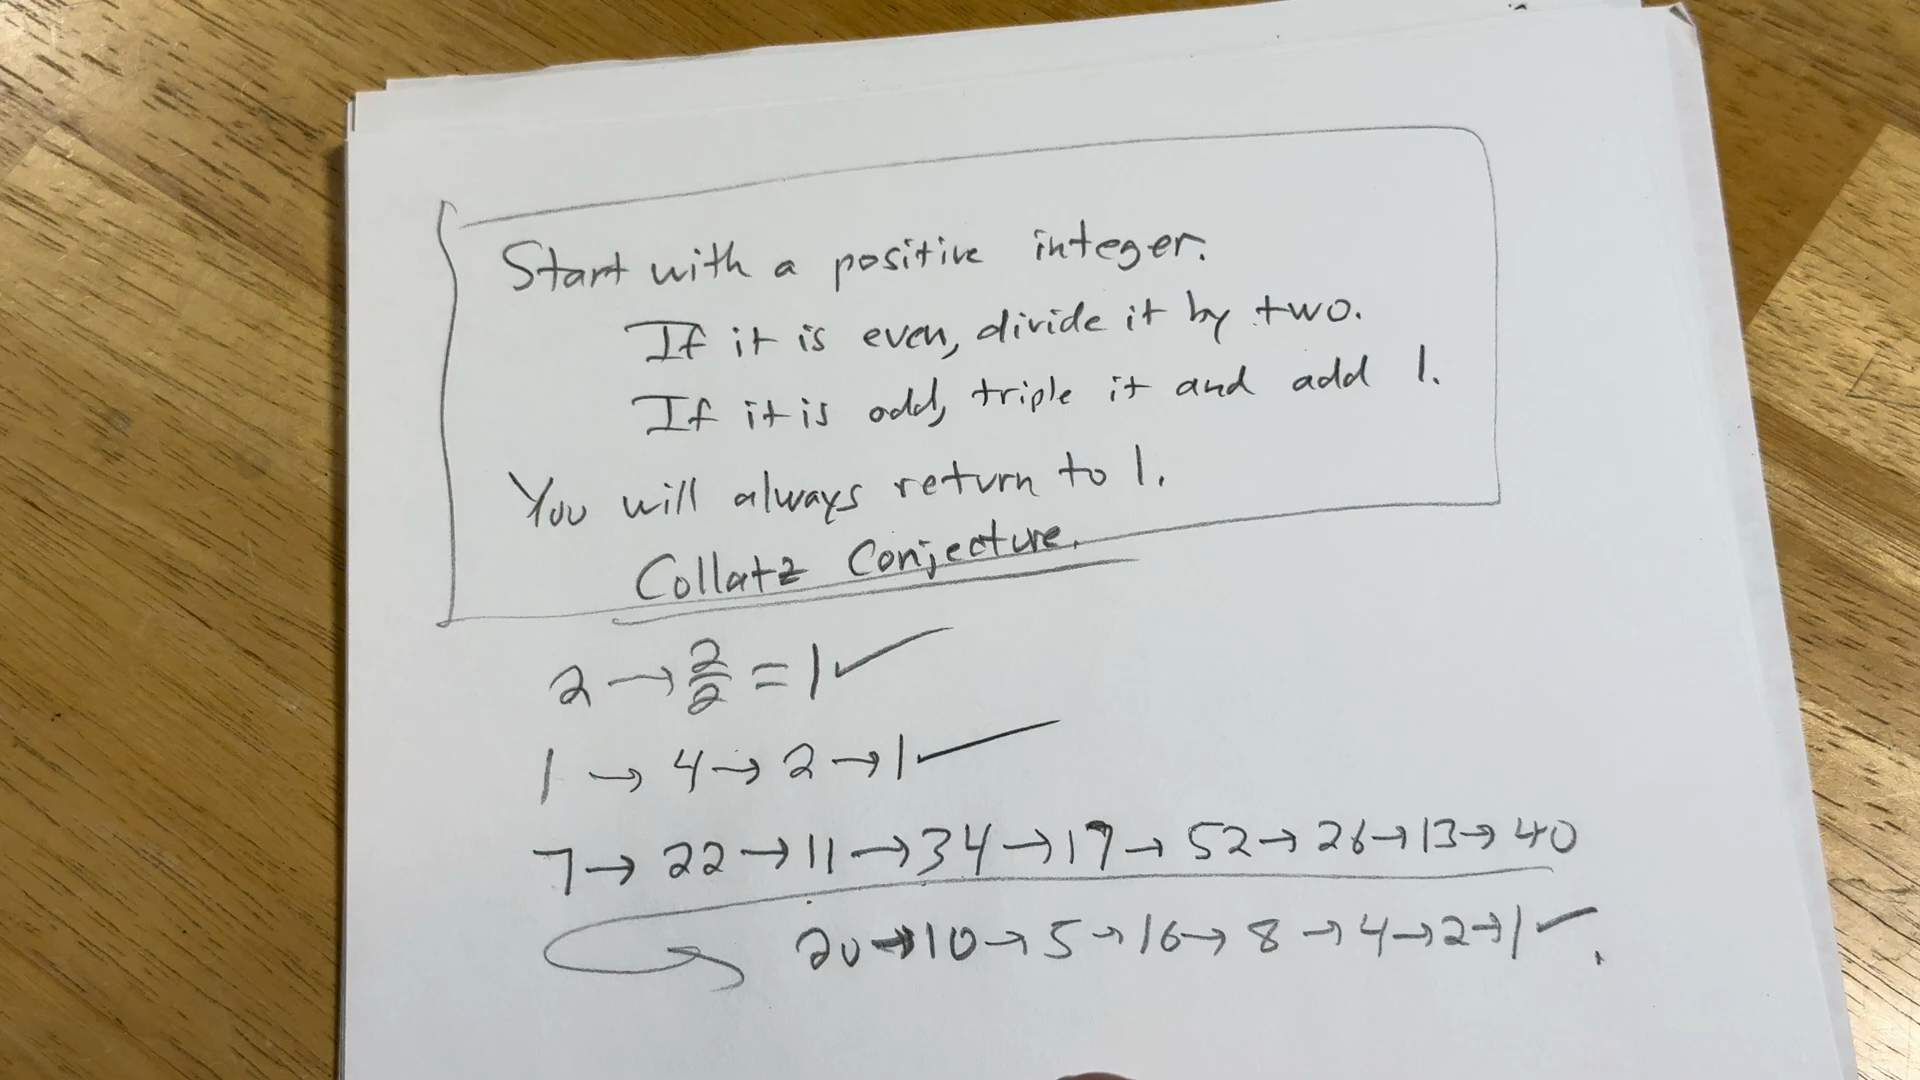 Start with a positive integer.
If it is even, divide it by two.
If it is odd, triple it and add 1.
You will always return to 1.
Collatz Conjecture.
2 → 2/2 = 1 ✓
1 → 4 → 2 → 1 ✓
7 → 22 → 11 → 34 → 17 → 52 → 26 → 13 → 40
20 → 10 → 5 → 16 → 8 → 4 → 2 → 1 ✓.